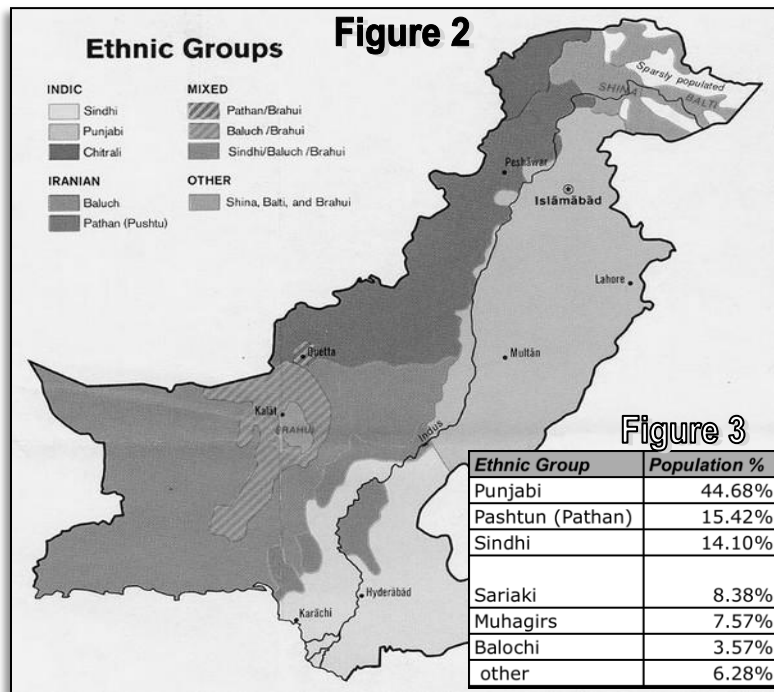 Figure 2
Ethnic Groups
INDIC
Sindhi
Punjabi
Chitrali
IRANIAN
Baluch
Pathan (Pushtu)
MIXED
Pathan/Brahui
Baluch/Brahui
Sindhi/Baluch/Brahui
OTHER
Shina, Balti, and Brahui
Sparsly populated
SHINA
BALTI
Peshāwar
Islāmābād
Lahore
Multān
Quetta
Kalāt
BRAHUI
Indus
Hyderābād
Karāchi
Figure 3
Ethnic Group Population %
Punjabi 44.68%
Pashtun (Pathan) 15.42%
Sindhi 14.10%
Sariaki 8.38%
Muhagirs 7.57%
Balochi 3.57%
other 6.28%